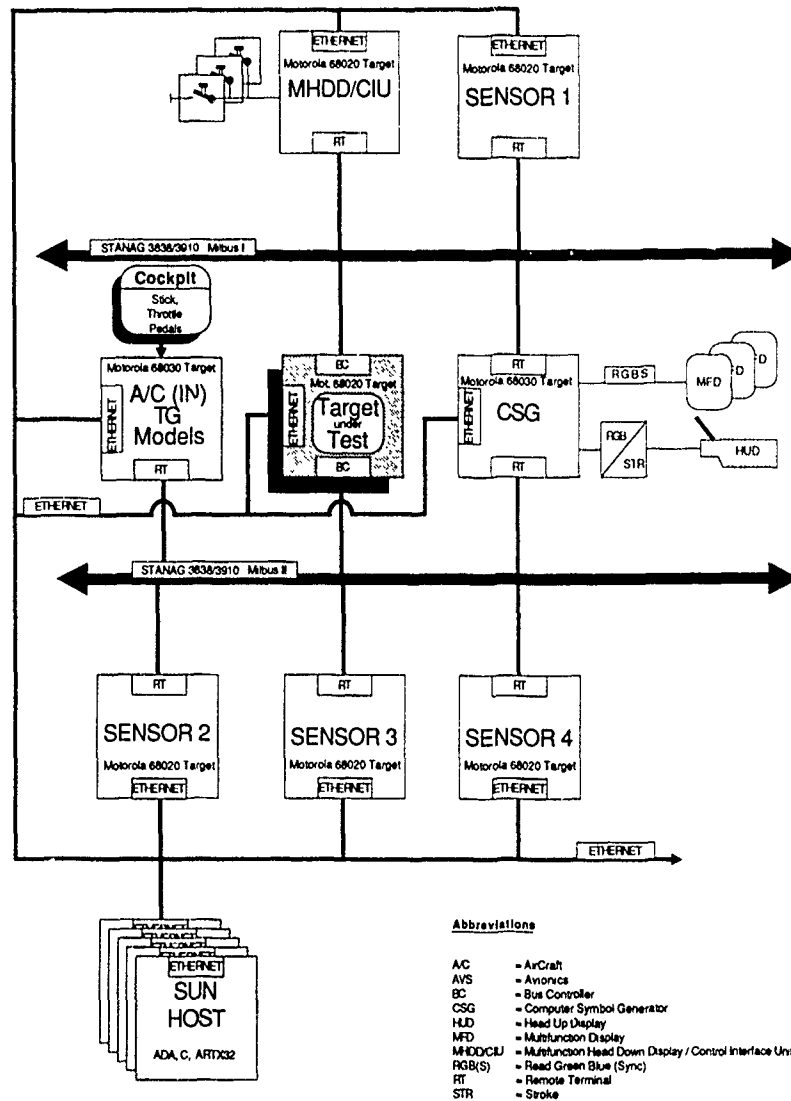 ETHERNET
Motorola 68020 Target
MHDD/CIU
RT
ETHERNET
Motorola 68020 Target
SENSOR 1
RT
STANAG 3838/3910 Milbus I
Cockpit
Stick,
Throttle
Pedals
Motorola 68030 Target
ETHERNET
A/C (IN)
TG
Models
RT
BC
Mot. 68020 Target
ETHERNET
Target
under
Test
BC
RT
Motorola 68030 Target
ETHERNET
CSG
RT
RGBS
MFD
FD
D
RGB
STR
HUD
ETHERNET
STANAG 3838/3910 Milbus II
RT
SENSOR 2
Motorola 68020 Target
ETHERNET
RT
SENSOR 3
Motorola 68020 Target
ETHERNET
RT
SENSOR 4
Motorola 68020 Target
ETHERNET
ETHERNET
ETHERNET
SUN
HOST
ADA, C, ARTX32
Abbreviations
A/C = AirCraft
AVS = Avionics
BC = Bus Controller
CSG = Computer Symbol Generator
HUD = Head Up Display
MFD = Multifunction Display
MHDD/CIU = Multifunction Head Down Display / Control Interface Unit
RGB(S) = Read Green Blue (Sync)
RT = Remote Terminal
STR = Stroke